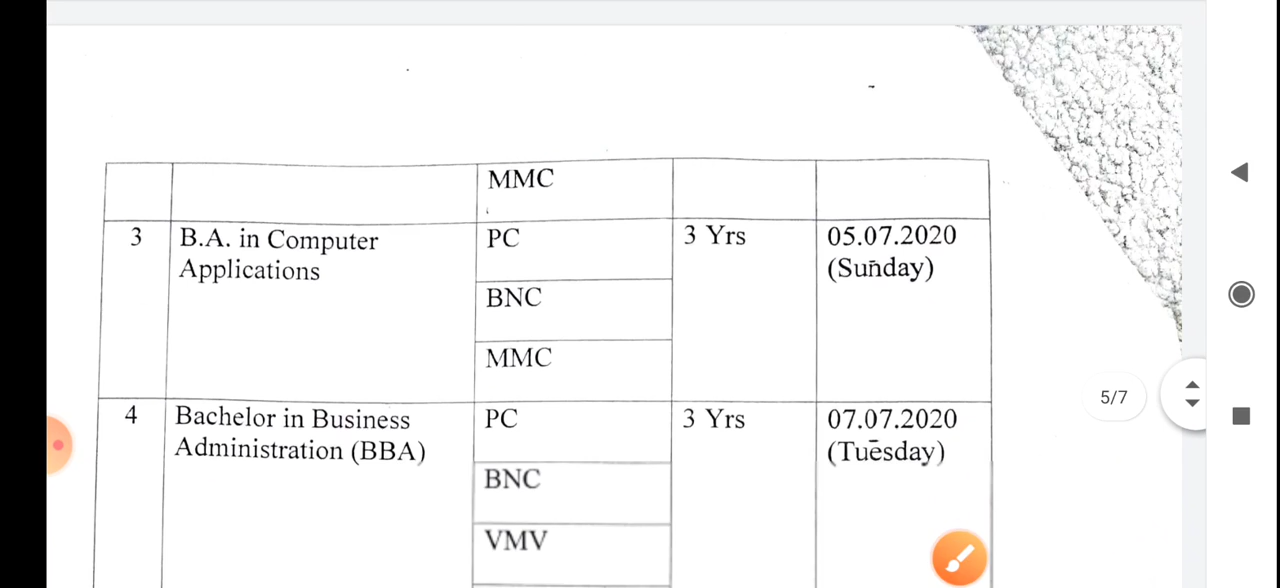 MMC
3 B.A. in Computer PC 3 Yrs 05.07.2020
Applications (Sunday)
BNC
MMC
4 Bachelor in Business PC 3 Yrs 07.07.2020
Administration (BBA) (Tuesday)
BNC
VMV
5/7